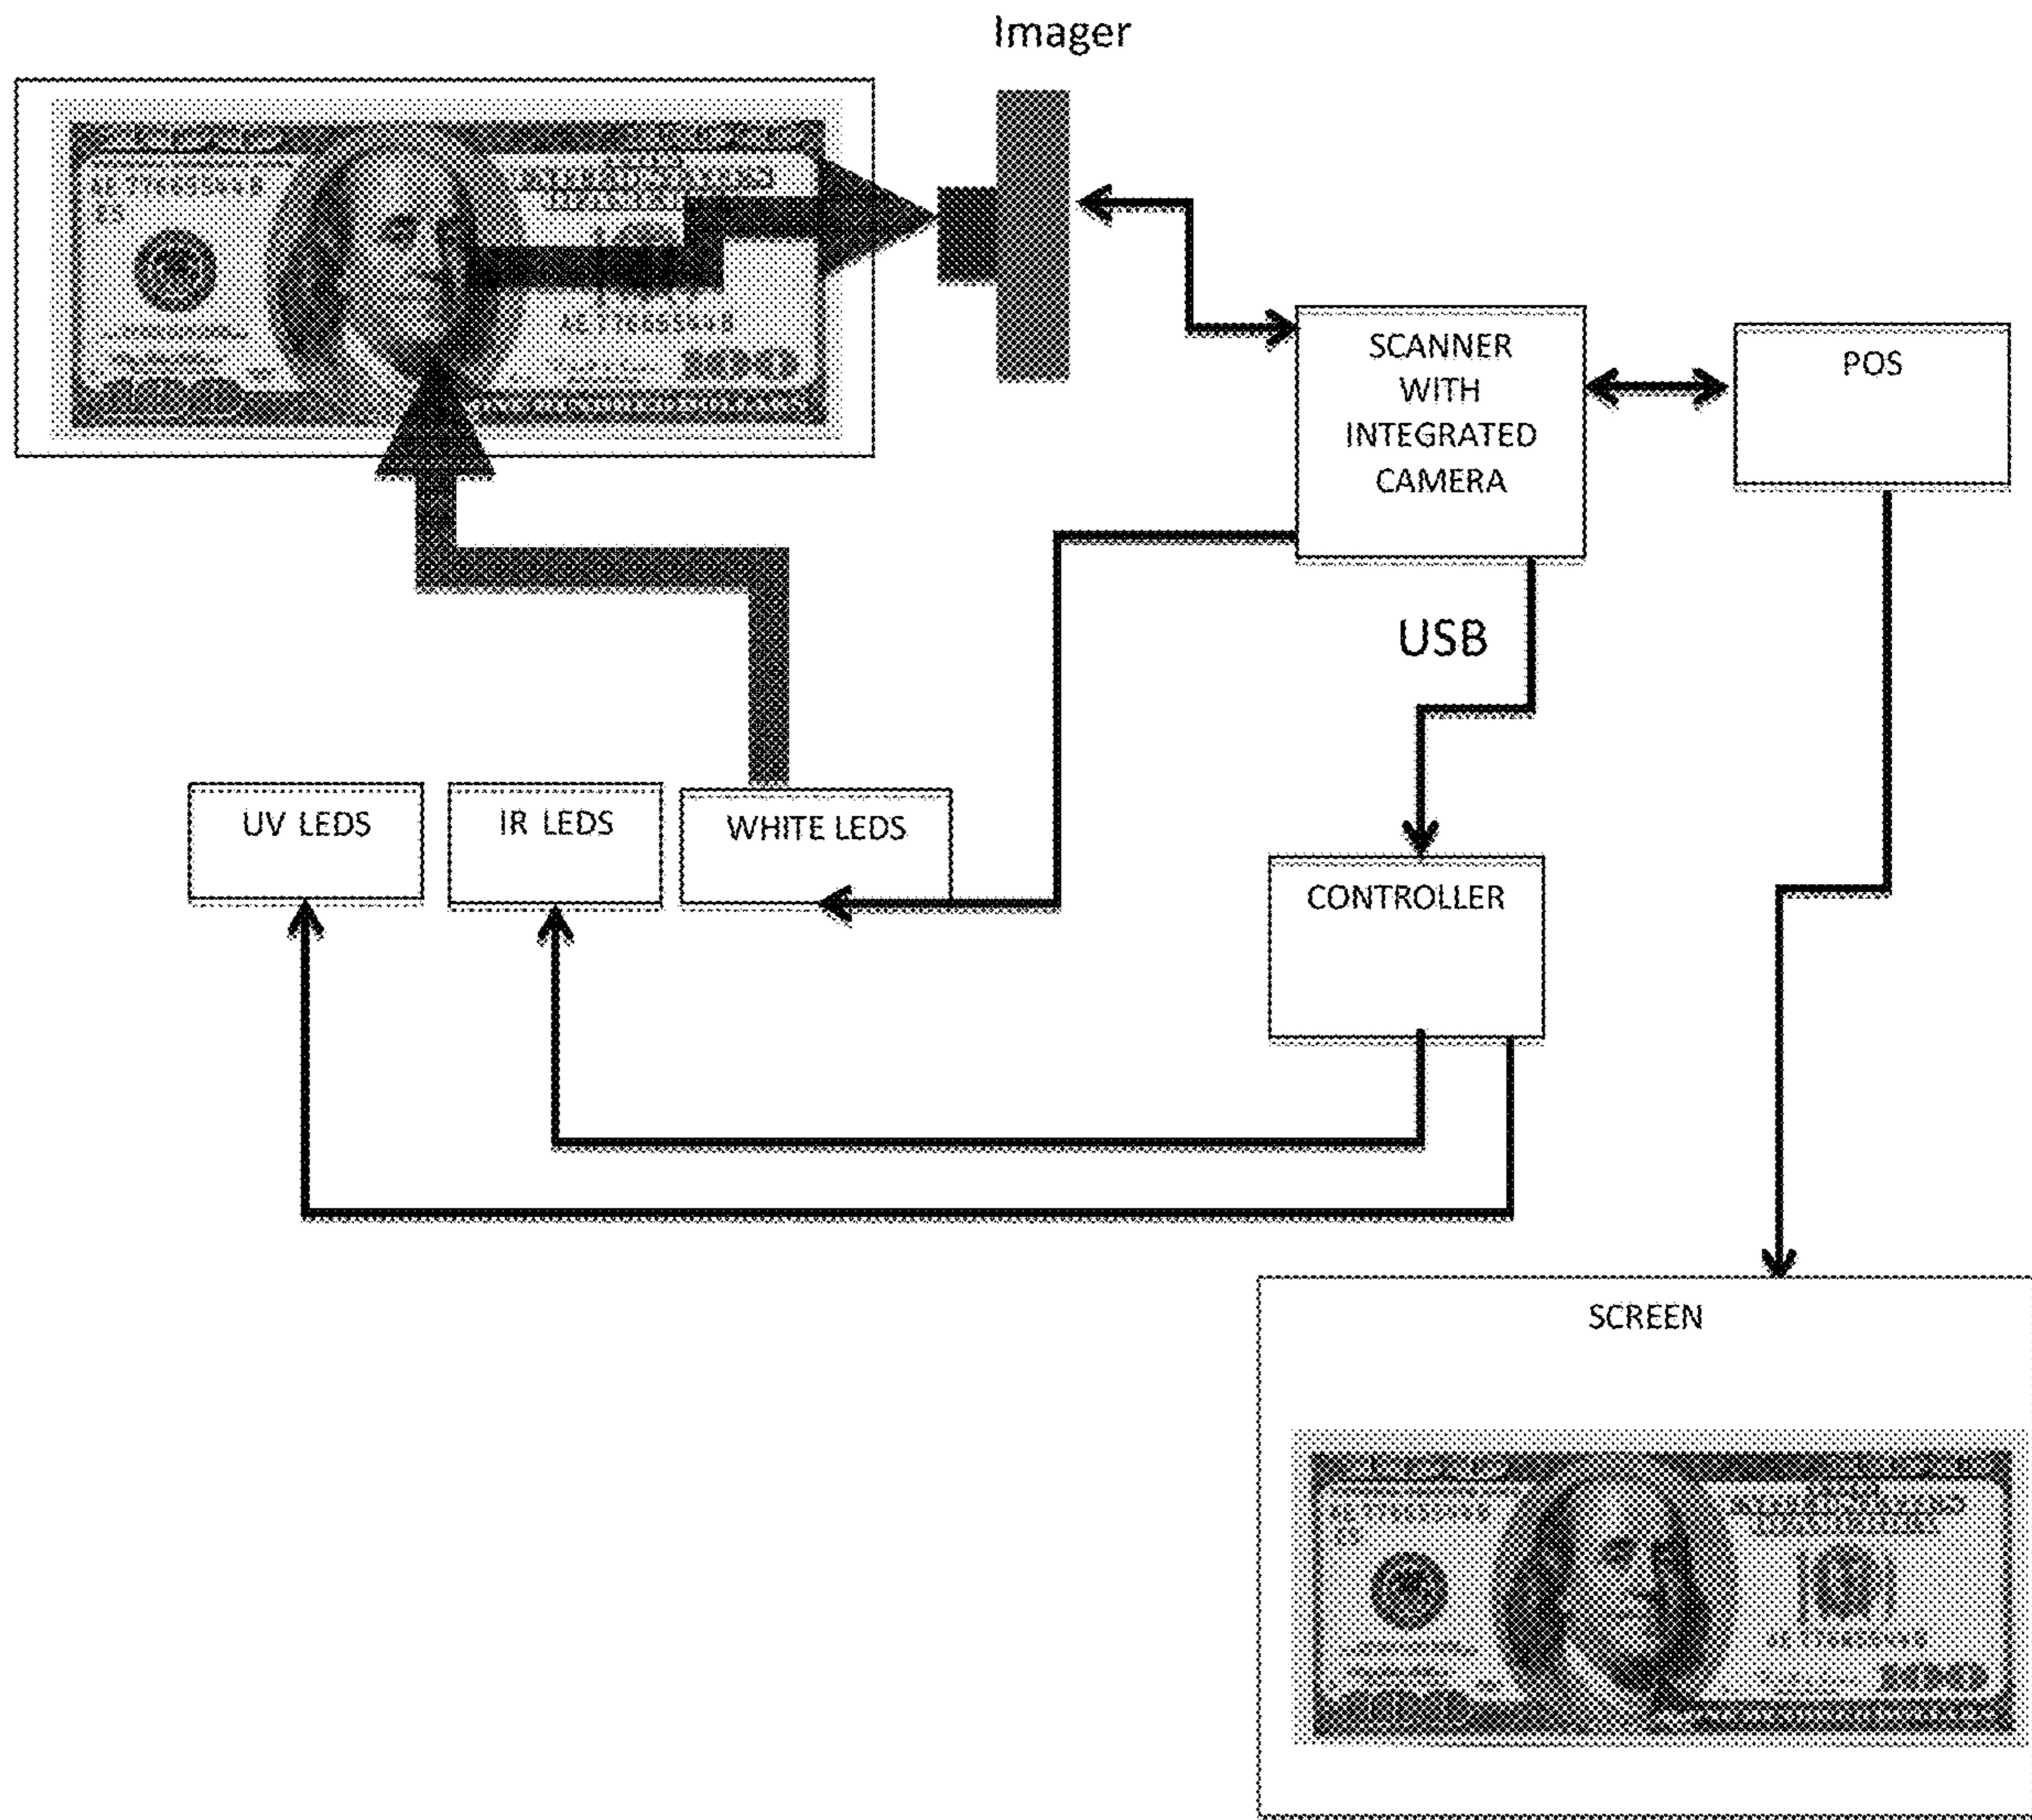 Imager
SCANNER
WITH
INTEGRATED
CAMERA
POS
USB
UV LEDS
IR LEDS
WHITE LEDS
CONTROLLER
SCREEN